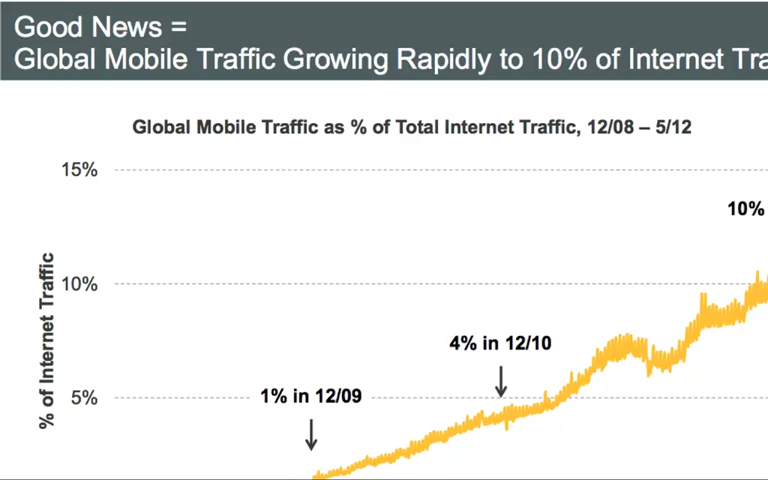 Good News =
Global Mobile Traffic Growing Rapidly to 10% of Internet
Global Mobile Traffic as % of Total Internet Traffic, 12/08 – 5/12
15%
10%
% of Internet Traffic
10%
4% in 12/10
5%
1% in 12/09